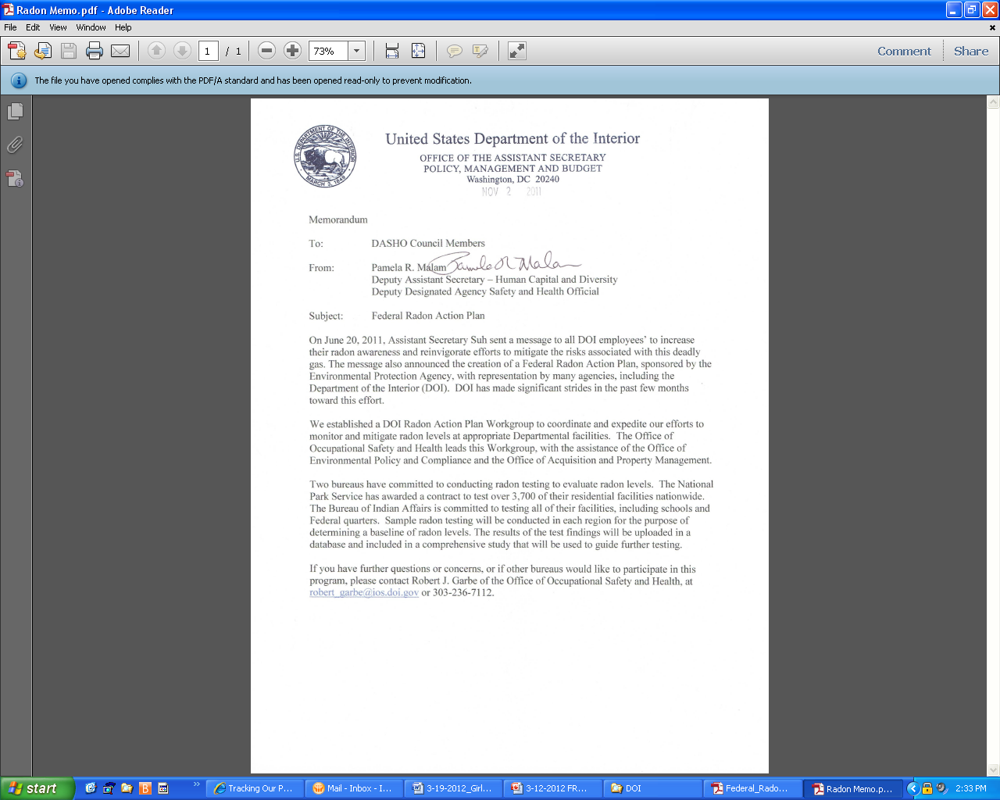 Radon Memo.pdf - Adobe Reader
File Edit View Window Help
1 / 1 73% Comment Share
The file you have opened complies with the PDF/A standard and has been opened read-only to prevent modification.
U.S. DEPARTMENT OF THE INTERIOR
MARCH 3, 1849
United States Department of the Interior
OFFICE OF THE ASSISTANT SECRETARY
POLICY, MANAGEMENT AND BUDGET
Washington, DC 20240
NOV 2 2011
Memorandum
To: DASHO Council Members
From: Pamela R. Malam Pamela R Malam
Deputy Assistant Secretary – Human Capital and Diversity
Deputy Designated Agency Safety and Health Official
Subject: Federal Radon Action Plan
On June 20, 2011, Assistant Secretary Suh sent a message to all DOI employees' to increase
their radon awareness and reinvigorate efforts to mitigate the risks associated with this deadly
gas. The message also announced the creation of a Federal Radon Action Plan, sponsored by the
Environmental Protection Agency, with representation by many agencies, including the
Department of the Interior (DOI). DOI has made significant strides in the past few months
toward this effort.
We established a DOI Radon Action Plan Workgroup to coordinate and expedite our efforts to
monitor and mitigate radon levels at appropriate Departmental facilities. The Office of
Occupational Safety and Health leads this Workgroup, with the assistance of the Office of
Environmental Policy and Compliance and the Office of Acquisition and Property Management.
Two bureaus have committed to conducting radon testing to evaluate radon levels. The National
Park Service has awarded a contract to test over 3,700 of their residential facilities nationwide.
The Bureau of Indian Affairs is committed to testing all of their facilities, including schools and
Federal quarters. Sample radon testing will be conducted in each region for the purpose of
determining a baseline of radon levels. The results of the test findings will be uploaded in a
database and included in a comprehensive study that will be used to guide further testing.
If you have further questions or concerns, or if other bureaus would like to participate in this
program, please contact Robert J. Garbe of the Office of Occupational Safety and Health, at
robert_garbe@ios.doi.gov or 303-236-7112.
start Tracking Our P... Mail - Inbox - I... 3-19-2012_Girl... 3-12-2012 FR... DOI Federal_Rado... Radon Memo.p... 2:33 PM